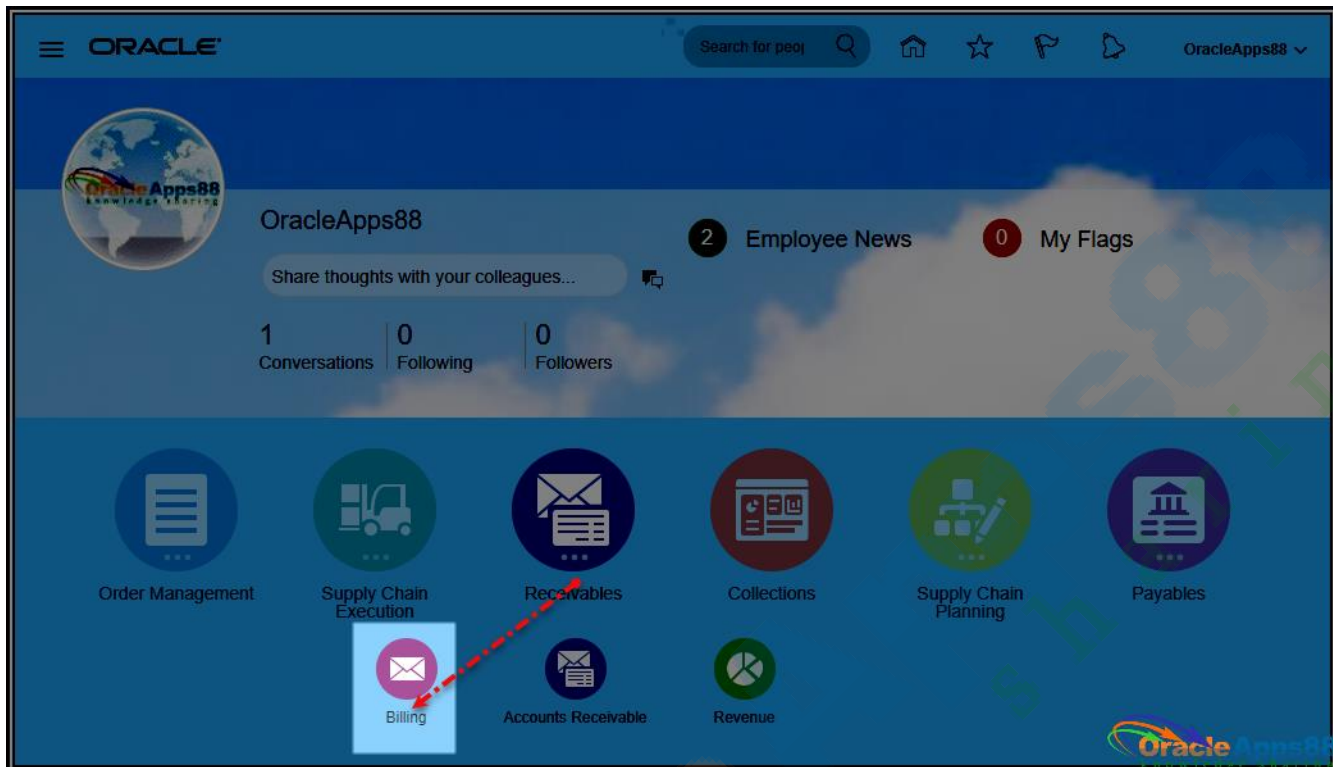 ORACLE
Search for peop
OracleApps88
OracleApps88
knowledge sharing
OracleApps88
2 Employee News
0 My Flags
Share thoughts with your colleagues...
1 0 0
Conversations Following Followers
Order Management
Supply Chain
Execution
Receivables
Collections
Supply Chain
Planning
Payables
Billing
Accounts Receivable
Revenue
OracleApps88